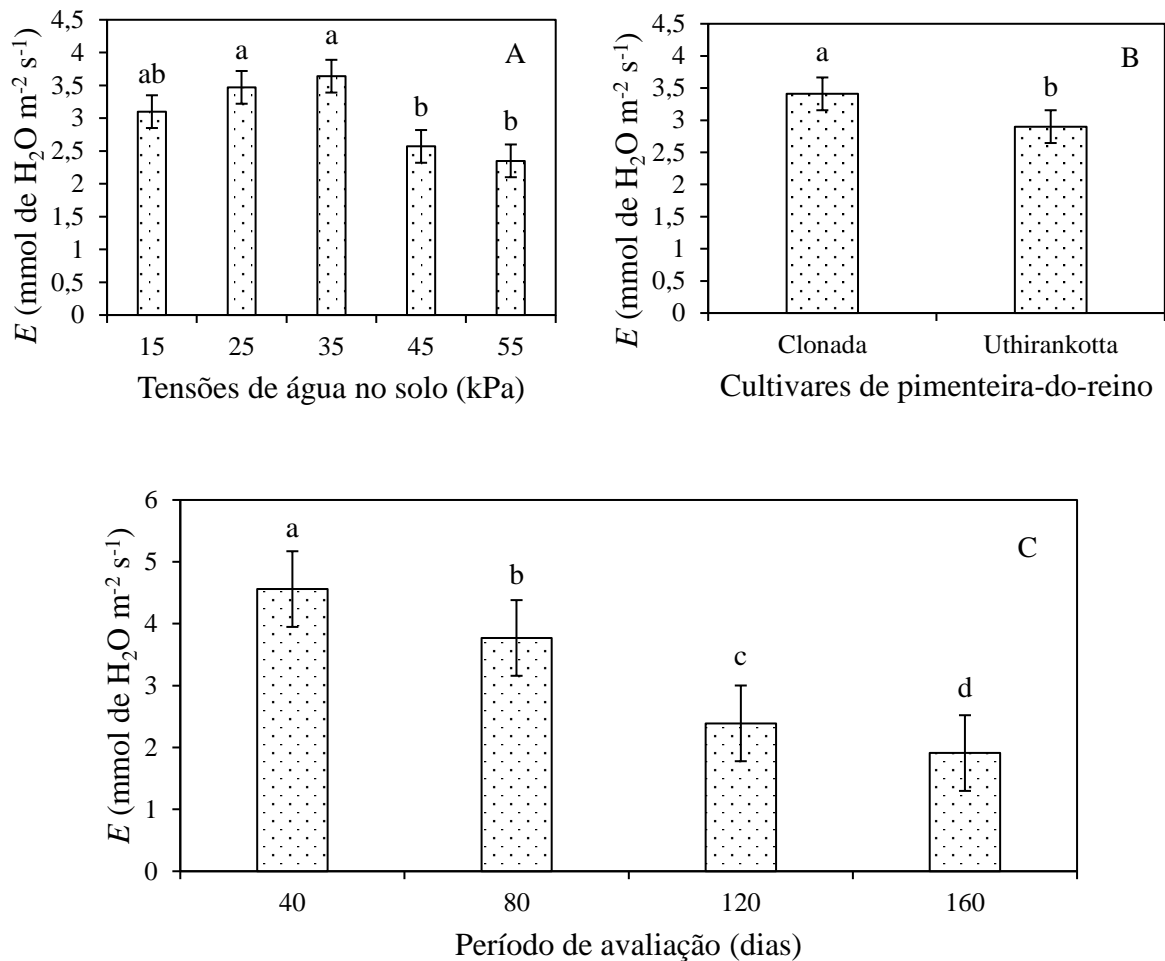 E (mmol de H₂O m⁻² s⁻¹)
4,5
4
3,5
3
2,5
2
1,5
1
0,5
0
A
ab
a
a
b
b
15 25 35 45 55
Tensões de água no solo (kPa)
E (mmol de H₂O m⁻² s⁻¹)
4,5
4
3,5
3
2,5
2
1,5
1
0,5
0
B
a
b
Clonada Uthirankotta
Cultivares de pimenteira-do-reino
E (mmol de H₂O m⁻² s⁻¹)
6
5
4
3
2
1
0
C
a
b
c
d
40 80 120 160
Período de avaliação (dias)